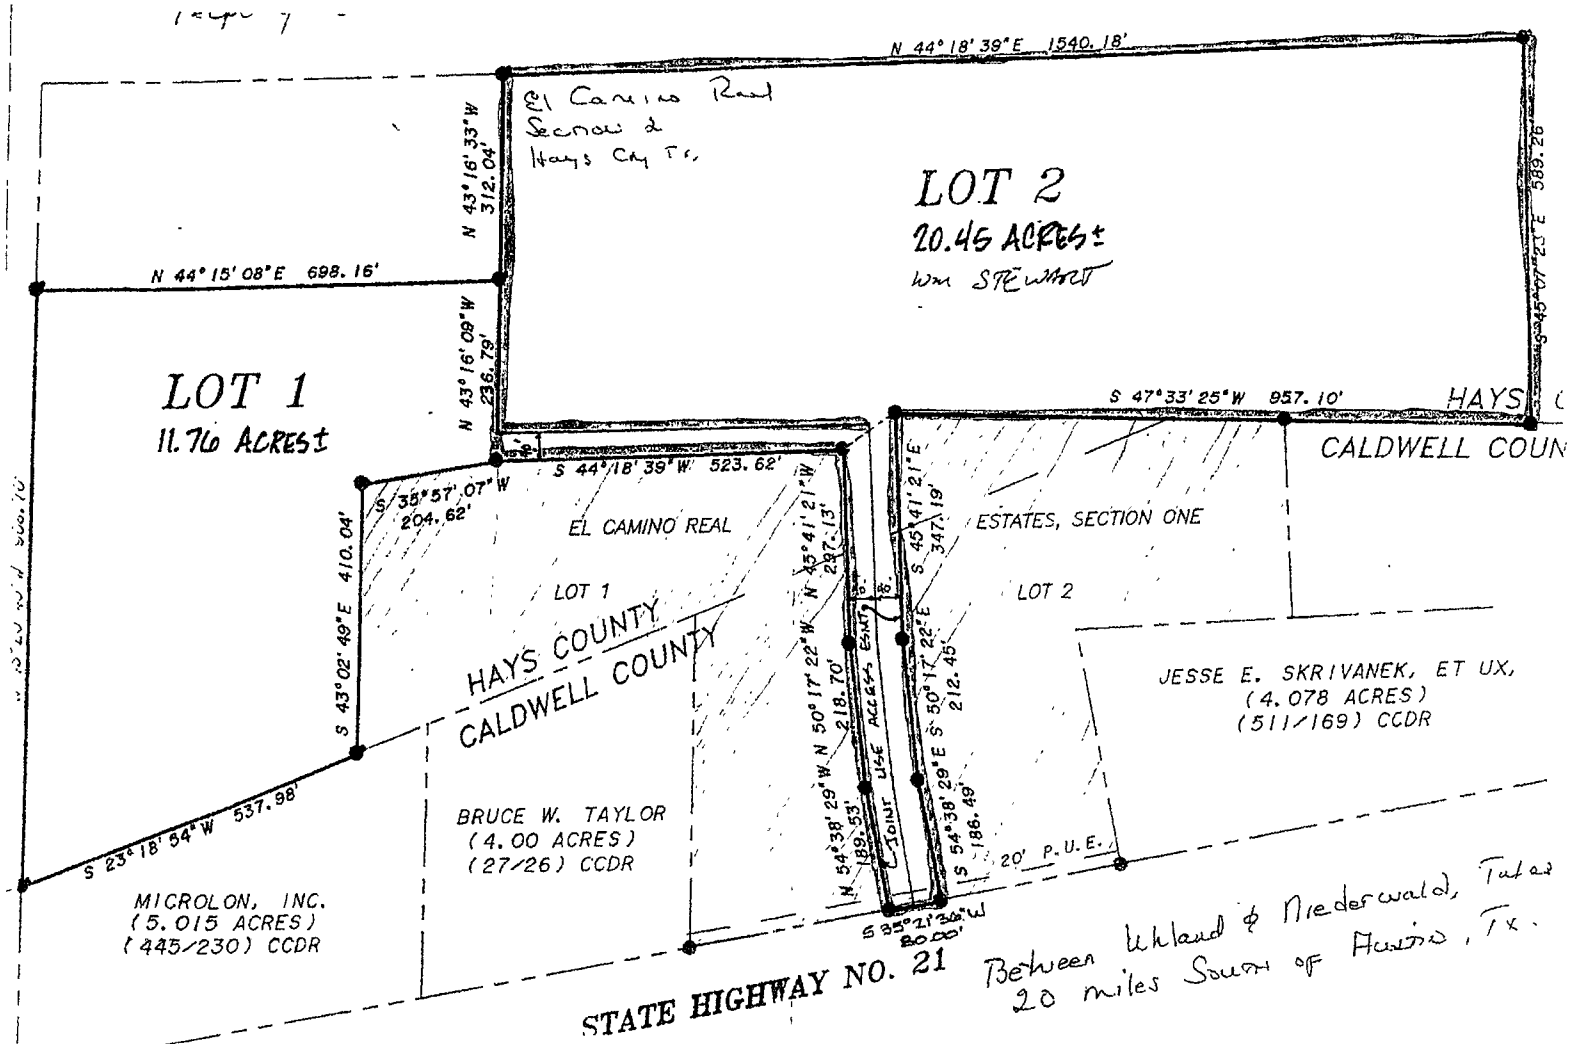 N 44° 18' 39" E 1540.18'
El Camino Real
Section 2
Hays Cny Tx.
N 43° 16' 33" W
312.04'
LOT 2
20.45 ACRES±
Wm STEWART
S 45° 07' 23" E 589.26'
N 44° 15' 08" E 698.16'
N 43° 16' 09" W
236.79'
LOT 1
11.76 ACRES±
S 47° 33' 25" W 957.10'
HAYS C
CALDWELL COUN
S 44° 18' 39" W 523.62'
S 35° 57' 07" W
204.62'
EL CAMINO REAL
ESTATES, SECTION ONE
N 45° 41' 21" W
297.13'
S 45° 41' 21" E
347.19'
S 43° 02' 49" E 410.04'
LOT 1
LOT 2
HAYS COUNTY
CALDWELL COUNTY
N 50° 17' 22" W
218.70'
S 50° 17' 22" E
212.45'
JOINT USE ACCESS ESMT.
JESSE E. SKRIVANEK, ET UX,
(4.078 ACRES)
(511/169) CCDR
S 23° 18' 54" W 537.98'
BRUCE W. TAYLOR
(4.00 ACRES)
(27/26) CCDR
N 54° 38' 29" W
189.53'
S 54° 38' 29" E
186.49'
20' P.U.E.
MICROLON, INC.
(5.015 ACRES)
(445/230) CCDR
S 35° 21' 36" W
80.00'
STATE HIGHWAY NO. 21
Between Uhland & Niederwald,
20 miles South of Austin, Tx.